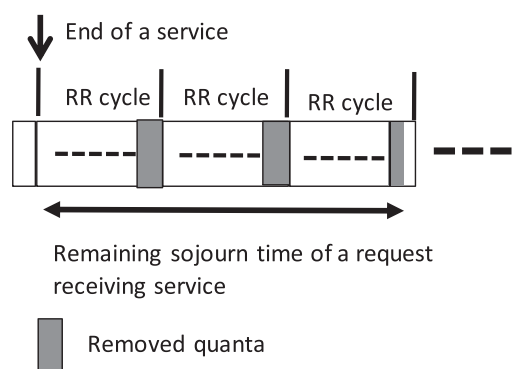 End of a service
RR cycle RR cycle RR cycle
Remaining sojourn time of a request
receiving service
Removed quanta